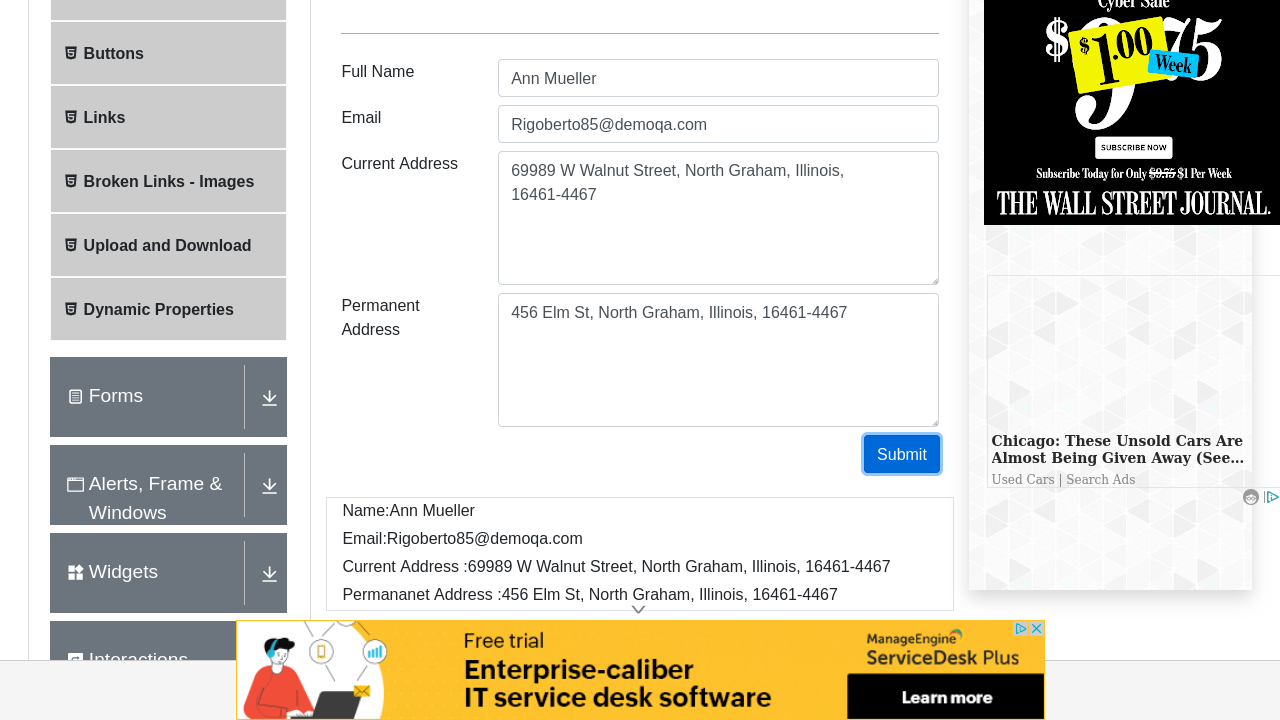 Buttons
Links
Broken Links - Images
Upload and Download
Dynamic Properties
Forms
Alerts, Frame &
Windows
Widgets
Interactions
Full Name
Ann Mueller
Email
Rigoberto85@demoqa.com
Current Address
69989 W Walnut Street, North Graham, Illinois,
16461-4467
Permanent
Address
456 Elm St, North Graham, Illinois, 16461-4467
Submit
Name:Ann Mueller
Email:Rigoberto85@demoqa.com
Current Address :69989 W Walnut Street, North Graham, Illinois, 16461-4467
Permananet Address :456 Elm St, North Graham, Illinois, 16461-4467
Cyber Sale
$9.75
$1.00
Week
SUBSCRIBE NOW
Subscribe Today for Only $9.75 $1 Per Week
THE WALL STREET JOURNAL.
Chicago: These Unsold Cars Are
Almost Being Given Away (See...
Used Cars | Search Ads
Free trial
Enterprise-caliber
IT service desk software
ManageEngine
ServiceDesk Plus
Learn more